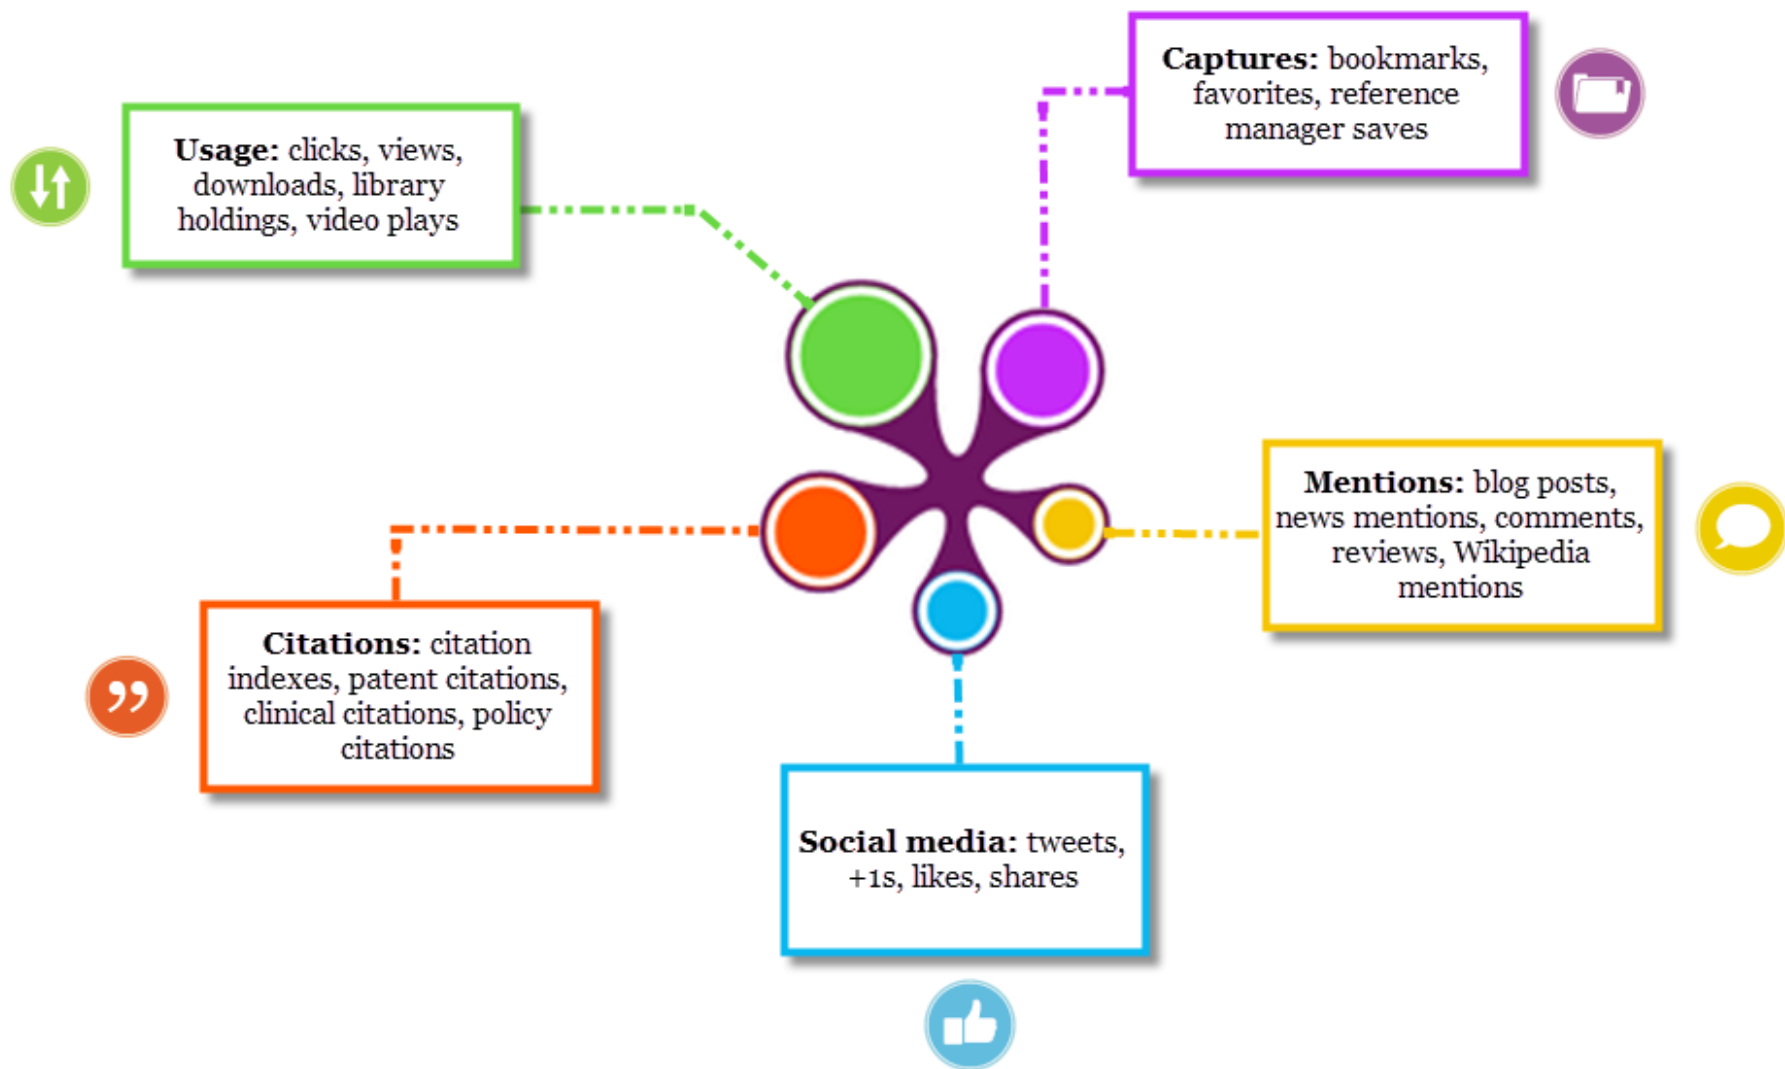 Captures: bookmarks,
favorites, reference
manager saves
Usage: clicks, views,
downloads, library
holdings, video plays
Mentions: blog posts,
news mentions, comments,
reviews, Wikipedia
mentions
Citations: citation
indexes, patent citations,
clinical citations, policy
citations
Social media: tweets,
+1s, likes, shares